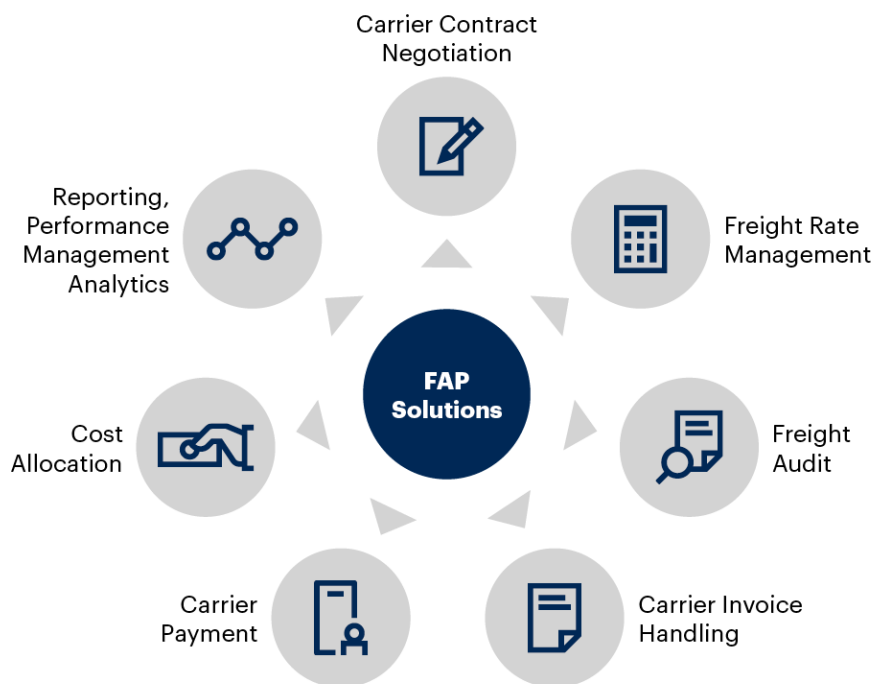 Carrier Contract
Negotiation
Reporting,
Performance
Management
Analytics
Freight Rate
Management
FAP
Solutions
Cost
Allocation
Freight
Audit
Carrier
Payment
Carrier Invoice
Handling